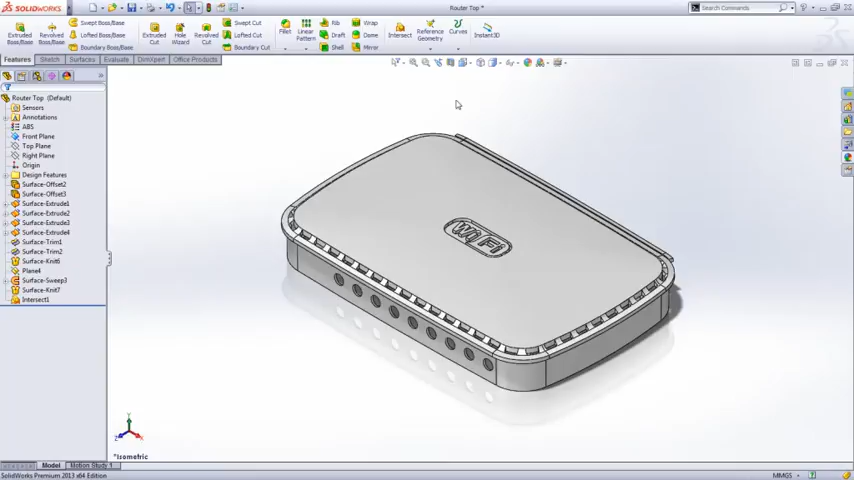 SOLIDWORKS
Router Top *
Search Commands
Extruded Boss/Base
Revolved Boss/Base
Swept Boss/Base
Lofted Boss/Base
Boundary Boss/Base
Extruded Cut
Hole Wizard
Revolved Cut
Swept Cut
Lofted Cut
Boundary Cut
Fillet
Linear Pattern
Rib
Draft
Shell
Wrap
Dome
Mirror
Intersect
Reference Geometry
Curves
Instant3D
Features
Sketch
Surfaces
Evaluate
DimXpert
Office Products
Router Top (Default)
Sensors
Annotations
ABS
Front Plane
Top Plane
Right Plane
Origin
Design Features
Surface-Offset2
Surface-Offset3
Surface-Extrude1
Surface-Extrude2
Surface-Extrude3
Surface-Extrude4
Surface-Trim1
Surface-Trim2
Surface-Knit6
Plane4
Surface-Sweep3
Surface-Knit7
Intersect1
Wi Fi
Y
Z
X
*Isometric
Model
Motion Study 1
SolidWorks Premium 2013 x64 Edition
MMGS